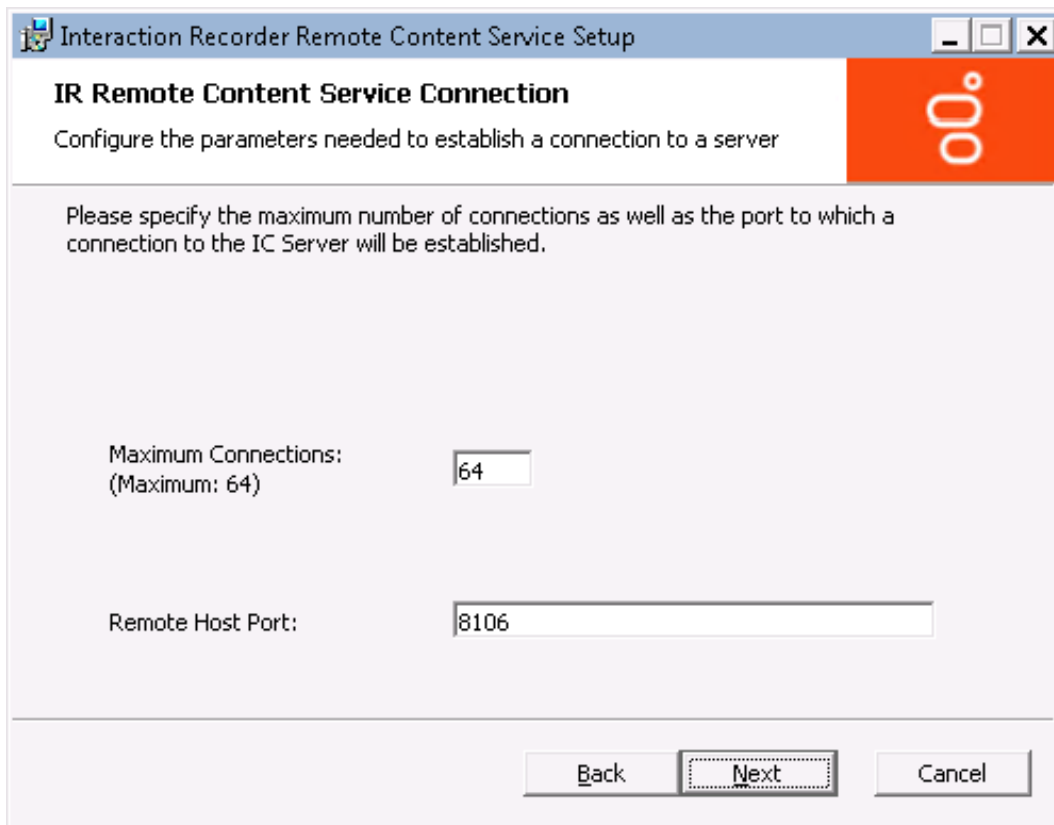 Interaction Recorder Remote Content Service Setup
IR Remote Content Service Connection
Configure the parameters needed to establish a connection to a server
Please specify the maximum number of connections as well as the port to which a
connection to the IC Server will be established.
Maximum Connections:
(Maximum: 64)
64
Remote Host Port:
8106
Back
Next
Cancel